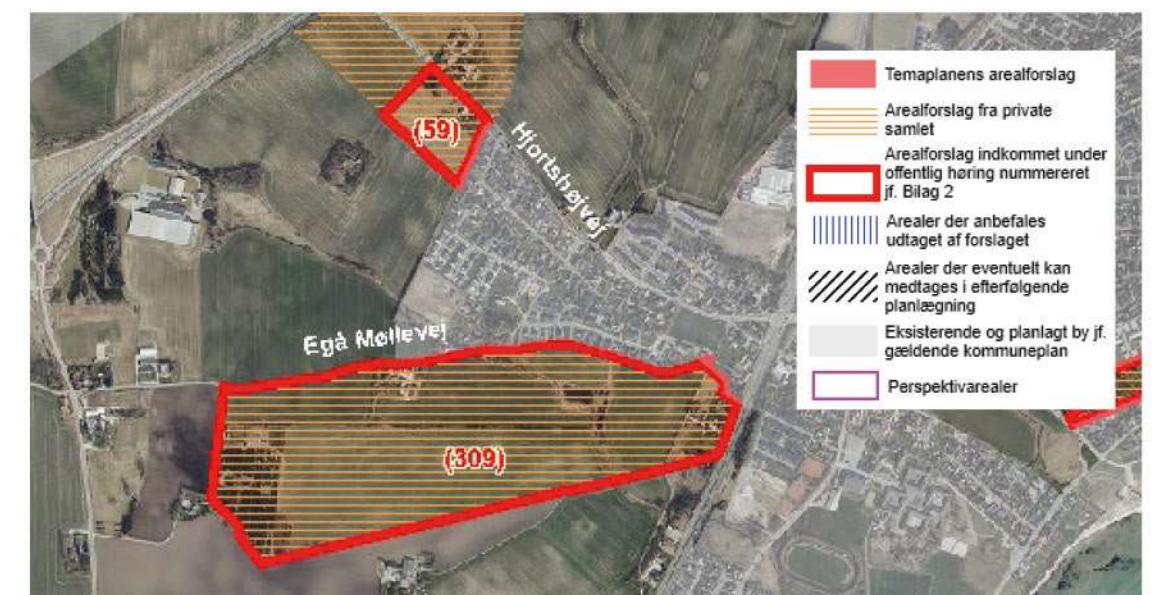 (59)
Hjortshøjvej
Egå Møllevej
(309)
Temaplanens arealforslag
Arealforslag fra private
samlet
Arealforslag indkommet under
offentlig høring nummereret
jf. Bilag 2
Arealer der anbefales
udtaget af forslaget
Arealer der eventuelt kan
medtages i efterfølgende
planlægning
Eksisterende og planlagt by jf.
gældende kommuneplan
Perspektivarealer